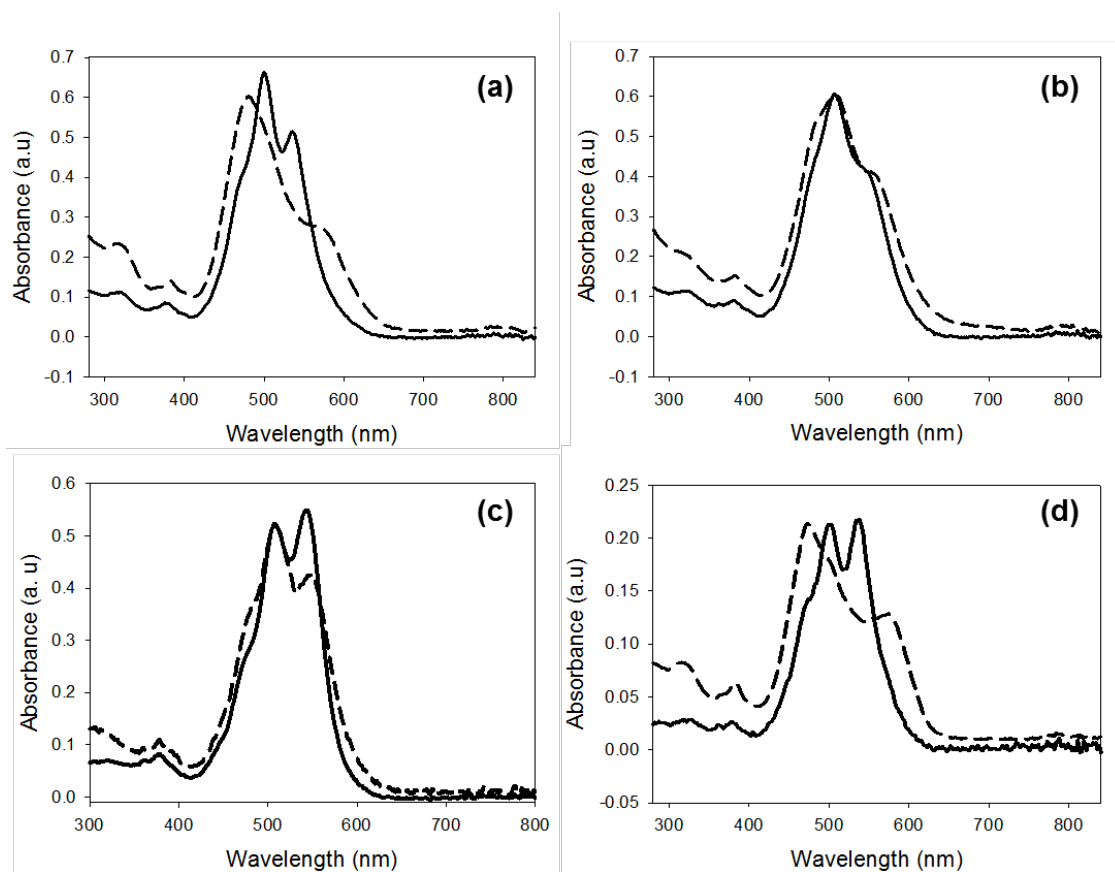 (a)
0.7
0.6
0.5
0.4
0.3
0.2
0.1
0.0
-0.1
Absorbance (a.u)
300 400 500 600 700 800
Wavelength (nm)
(b)
0.7
0.6
0.5
0.4
0.3
0.2
0.1
0.0
-0.1
Absorbance (a.u)
300 400 500 600 700 800
Wavelength (nm)
(c)
0.6
0.5
0.4
0.3
0.2
0.1
0.0
Absorbance (a. u)
300 400 500 600 700 800
Wavelength (nm)
(d)
0.25
0.20
0.15
0.10
0.05
0.00
-0.05
Absorbance (a.u)
300 400 500 600 700 800
Wavelength (nm)